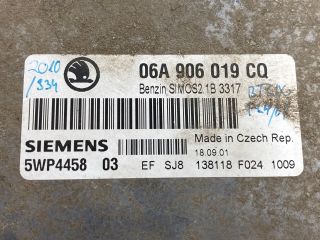 2010
/334
06A 906 019 CQ
Benzin SIMOS2.1B 3317
SIEMENS
Made in Czech Rep.
18.09.01
5WP4458 03
EF SJ8 138118 F024 1009